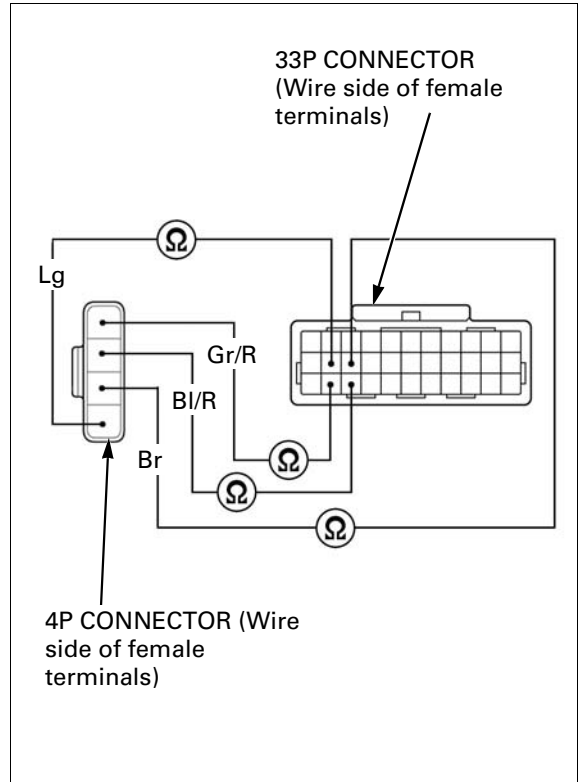 33P CONNECTOR
(Wire side of female
terminals)
Ω
Lg
Gr/R
Bl/R
Ω
Br
Ω
Ω
4P CONNECTOR (Wire
side of female
terminals)